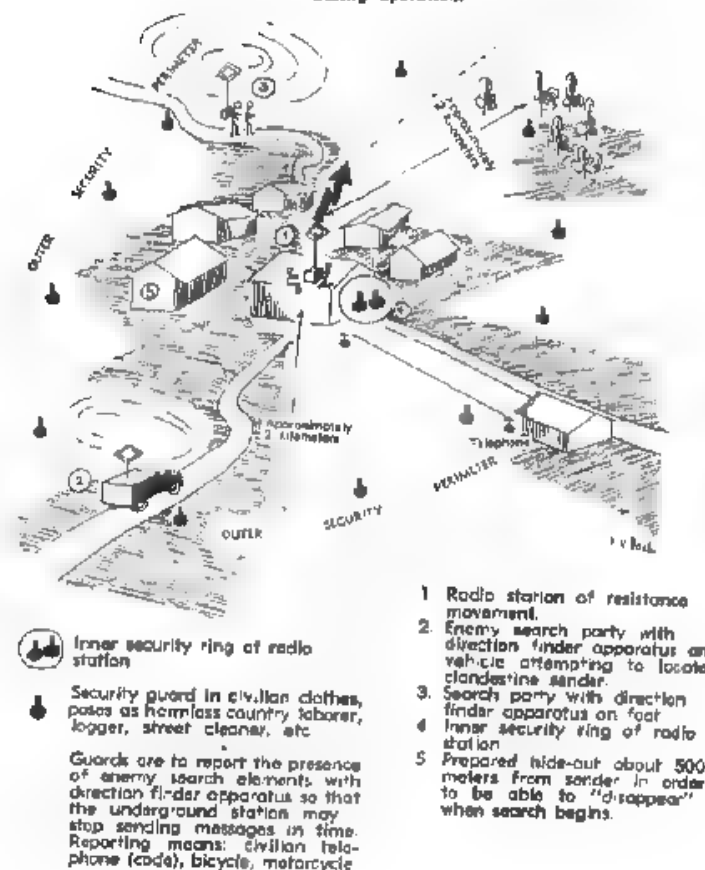 PERIMETER
3
SECURITY
Approximately
2 kilometers
OUTER
1
5
4
Approximately
2 kilometers
Telephone
2
PERIMETER
OUTER
SECURITY
Inner security ring of radio
station
Security guard in civilian clothes,
poses as harmless country laborer,
logger, street cleaner, etc
Guards are to report the presence
of enemy search elements with
direction finder apparatus so that
the underground station may
stop sending messages in time.
Reporting means: civilian tele-
phone (code), bicycle, motorcycle
1 Radio station of resistance
movement.
2. Enemy search party with
direction finder apparatus on
vehicle attempting to locate
clandestine sender.
3. Search party with direction
finder apparatus on foot
4 Inner security ring of radio
station
5 Prepared hide-out about 500
meters from sender in order
to be able to "disappear"
when search begins.